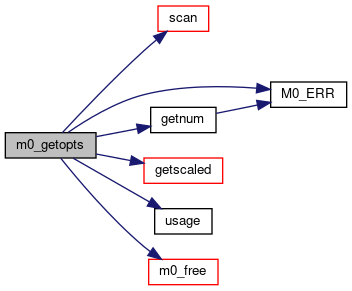 scan
M0_ERR
getnum
m0_getopts
getscaled
usage
m0_free